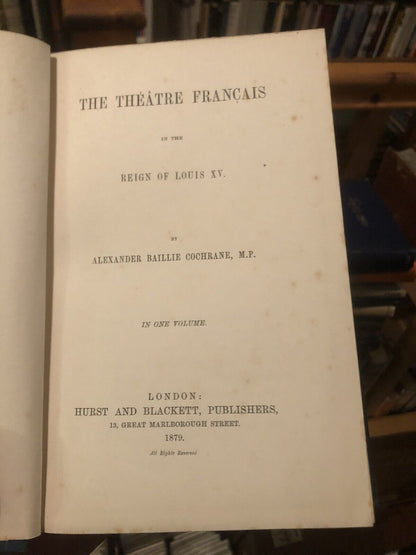 THE THÉÂTRE FRANÇAIS
IN THE
REIGN OF LOUIS XV.
BY
ALEXANDER BAILLIE COCHRANE, M.P.
IN ONE VOLUME.
LONDON:
HURST AND BLACKETT, PUBLISHERS,
13, GREAT MARLBOROUGH STREET.
1879.
All Rights Reserved